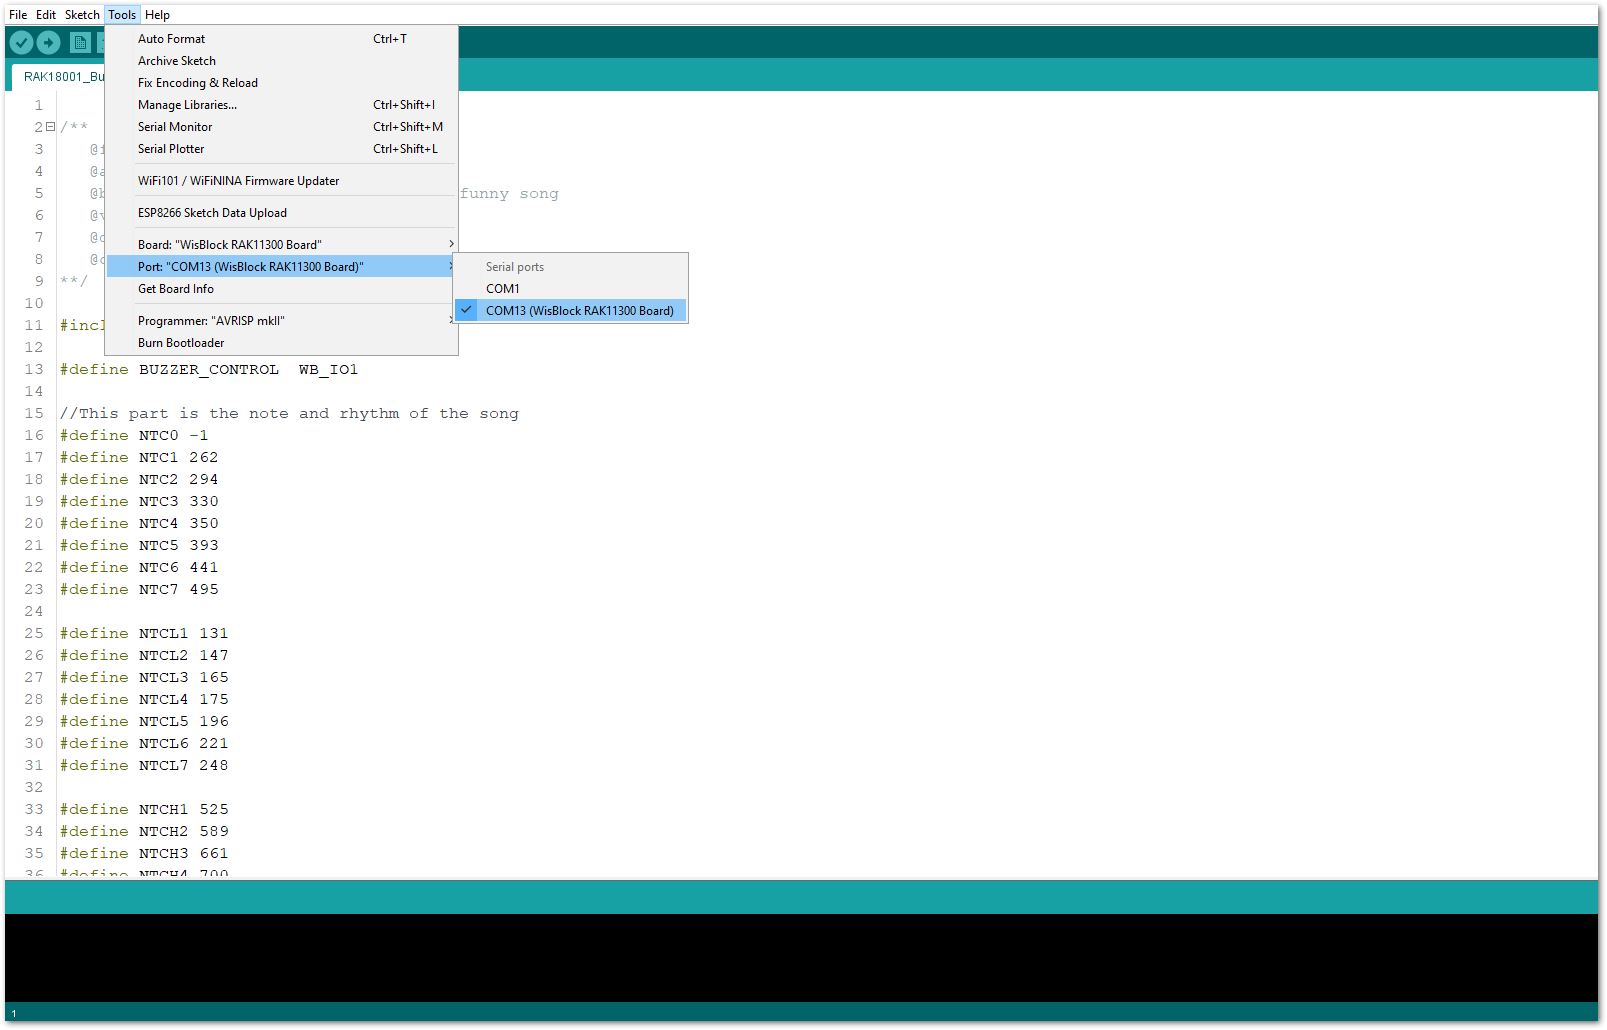 File Edit Sketch Tools Help
RAK18001_Bu
Auto Format Ctrl+T
Archive Sketch
Fix Encoding & Reload
Manage Libraries... Ctrl+Shift+I
Serial Monitor Ctrl+Shift+M
Serial Plotter Ctrl+Shift+L
WiFi101 / WiFiNINA Firmware Updater
ESP8266 Sketch Data Upload
Board: "WisBlock RAK11300 Board"
Port: "COM13 (WisBlock RAK11300 Board)"
Get Board Info
Programmer: "AVRISP mkII"
Burn Bootloader
Serial ports
COM1
COM13 (WisBlock RAK11300 Board)
1
2 /**
3 @f
4 @a
5 @b funny song
6 @v
7 @d
8 @c
9 **/
10
11 #incl
12
13 #define BUZZER_CONTROL WB_IO1
14
15 //This part is the note and rhythm of the song
16 #define NTC0 -1
17 #define NTC1 262
18 #define NTC2 294
19 #define NTC3 330
20 #define NTC4 350
21 #define NTC5 393
22 #define NTC6 441
23 #define NTC7 495
24
25 #define NTCL1 131
26 #define NTCL2 147
27 #define NTCL3 165
28 #define NTCL4 175
29 #define NTCL5 196
30 #define NTCL6 221
31 #define NTCL7 248
32
33 #define NTCH1 525
34 #define NTCH2 589
35 #define NTCH3 661
36 #define NTCH4 700
1